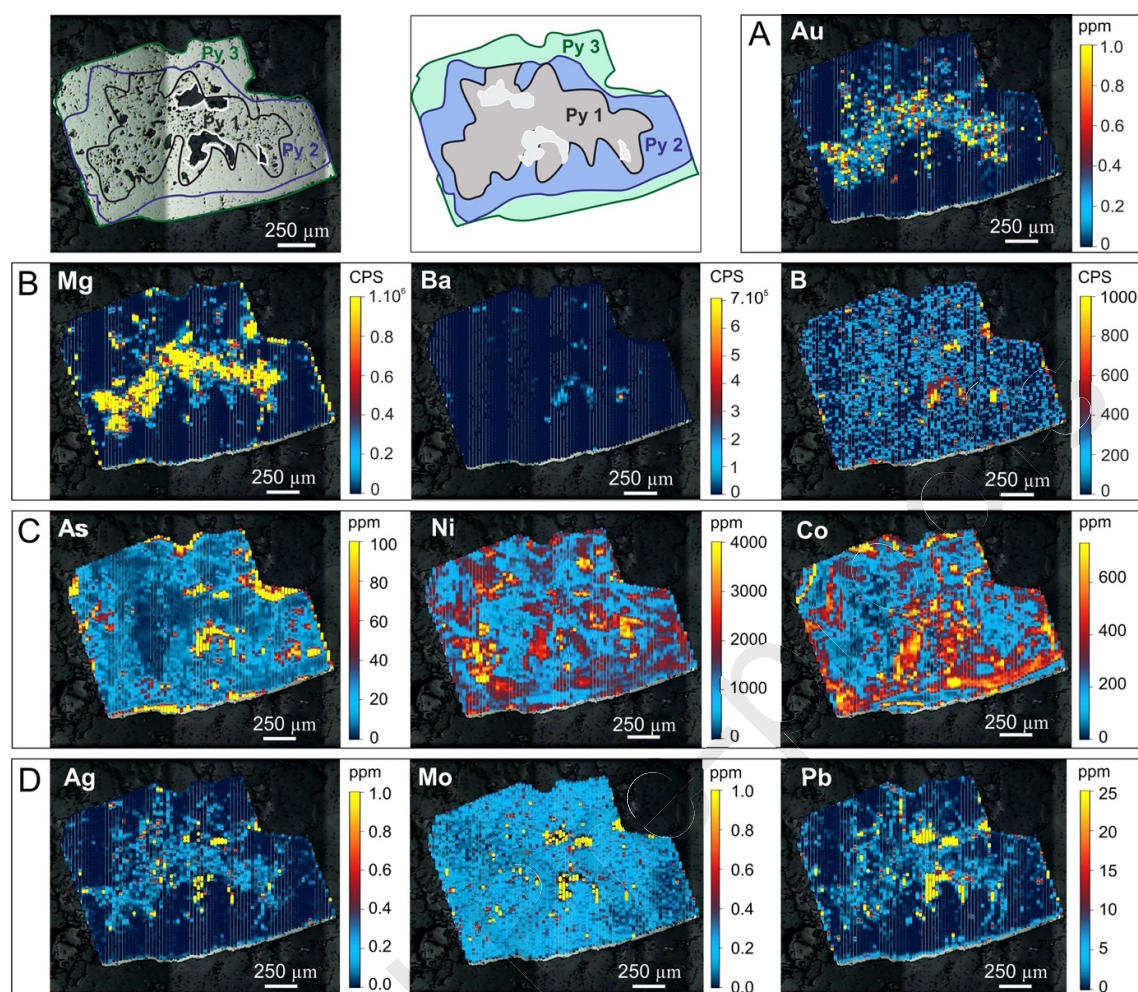 Py 3
Py 1
Py 2
250 µm
Py 3
Py 1
Py 2
250 µm
A
Au
ppm
1.0
0.8
0.6
0.4
0.2
0
250 µm
B
Mg
CPS
1.10⁶
0.8
0.6
0.4
0.2
0
250 µm
Ba
CPS
7.10⁵
6
5
4
3
2
1
0
250 µm
B
CPS
1000
800
600
400
200
0
250 µm
C
As
ppm
100
80
60
40
20
0
250 µm
Ni
ppm
4000
3000
2000
1000
0
250 µm
Co
ppm
600
400
200
0
250 µm
D
Ag
ppm
1.0
0.8
0.6
0.4
0.2
0.0
250 µm
Mo
ppm
1.0
0.8
0.6
0.4
0.2
0.0
250 µm
Pb
ppm
25
20
15
10
5
0
250 µm